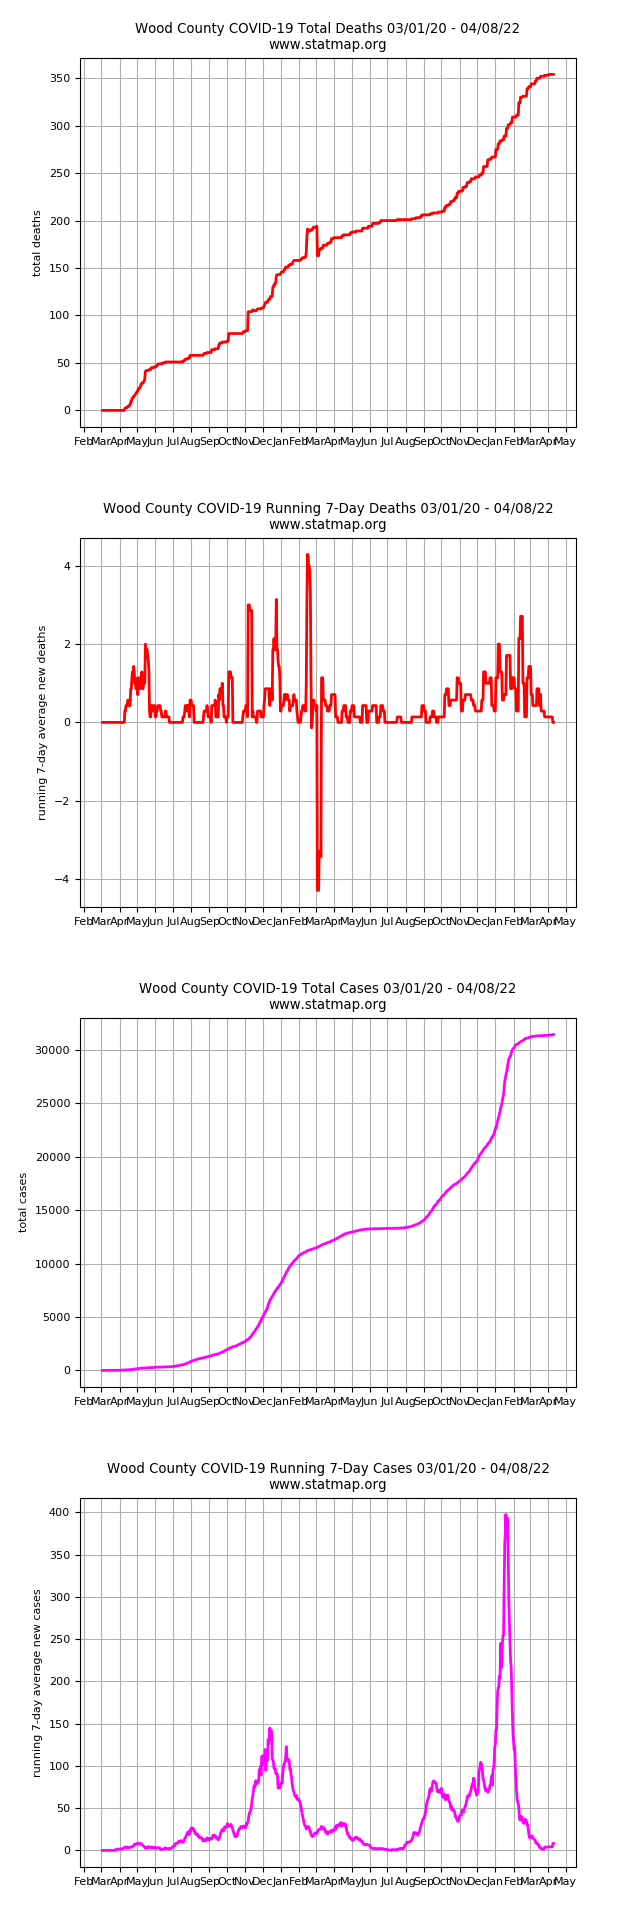 Wood County COVID-19 Total Deaths 03/01/20 - 04/08/22
www.statmap.org
350
300
250
200
150
100
50
0
total deaths
Feb Mar Apr May Jun Jul Aug Sep Oct Nov Dec Jan Feb Mar Apr May Jun Jul Aug Sep Oct Nov Dec Jan Feb Mar Apr May
Wood County COVID-19 Running 7-Day Deaths 03/01/20 - 04/08/22
www.statmap.org
4
2
0
−2
−4
running 7-day average new deaths
Feb Mar Apr May Jun Jul Aug Sep Oct Nov Dec Jan Feb Mar Apr May Jun Jul Aug Sep Oct Nov Dec Jan Feb Mar Apr May
Wood County COVID-19 Total Cases 03/01/20 - 04/08/22
www.statmap.org
30000
25000
20000
15000
10000
5000
0
total cases
Feb Mar Apr May Jun Jul Aug Sep Oct Nov Dec Jan Feb Mar Apr May Jun Jul Aug Sep Oct Nov Dec Jan Feb Mar Apr May
Wood County COVID-19 Running 7-Day Cases 03/01/20 - 04/08/22
www.statmap.org
400
350
300
250
200
150
100
50
0
running 7-day average new cases
Feb Mar Apr May Jun Jul Aug Sep Oct Nov Dec Jan Feb Mar Apr May Jun Jul Aug Sep Oct Nov Dec Jan Feb Mar Apr May